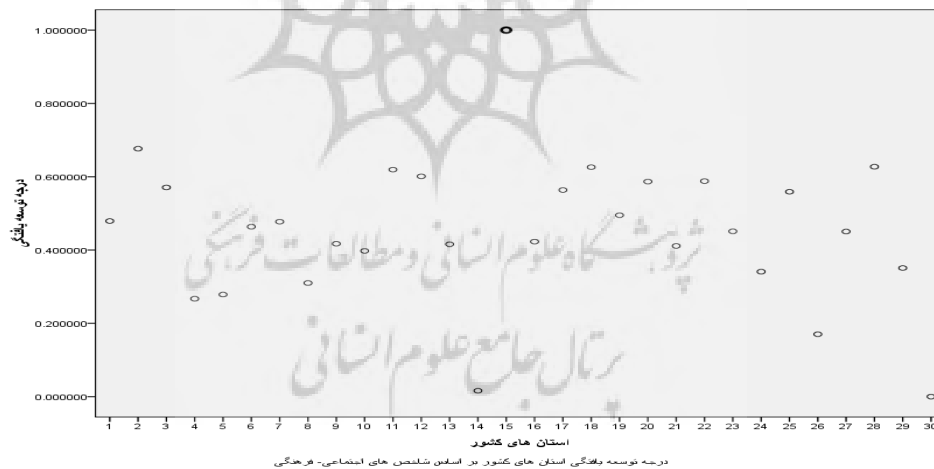 1.000000
0.800000
0.600000
0.400000
0.200000
0.000000
درجه توسعه یافتگی
1 2 3 4 5 6 7 8 9 10 11 12 13 14 15 16 17 18 19 20 21 22 23 24 25 26 27 28 29 30
استان های کشور
درجه توسعه یافتگی استان های کشور بر اساس شاخص های اجتماعی- فرهنگی
پژوهشگاه علوم انسانی و مطالعات فرهنگی
پرتال جامع علوم انسانی